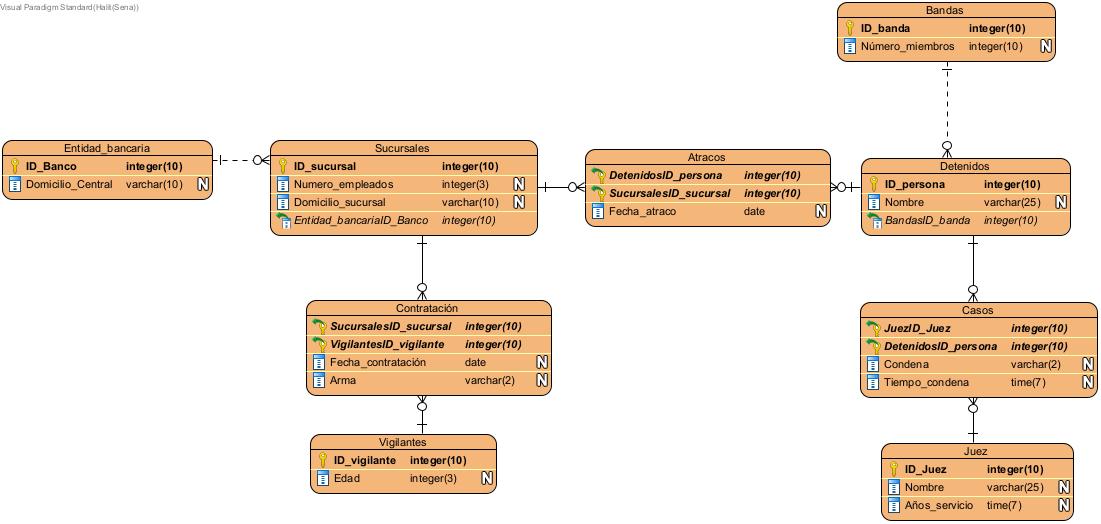 Visual Paradigm Standard(Halit(Sena))
Bandas
ID_banda integer(10)
Número_miembros integer(10) N
Entidad_bancaria
ID_Banco integer(10)
Domicilio_Central varchar(10) N
Sucursales
ID_sucursal integer(10)
Numero_empleados integer(3) N
Domicilio_sucursal varchar(10) N
Entidad_bancariaID_Banco integer(10)
Atracos
DetenidosID_persona integer(10)
SucursalesID_sucursal integer(10)
Fecha_atraco date N
Detenidos
ID_persona integer(10)
Nombre varchar(25) N
BandasID_banda integer(10)
Contratación
SucursalesID_sucursal integer(10)
VigilantesID_vigilante integer(10)
Fecha_contratación date N
Arma varchar(2) N
Casos
JuezID_Juez integer(10)
DetenidosID_persona integer(10)
Condena varchar(2) N
Tiempo_condena time(7) N
Vigilantes
ID_vigilante integer(10)
Edad integer(3) N
Juez
ID_Juez integer(10)
Nombre varchar(25) N
Años_servicio time(7) N